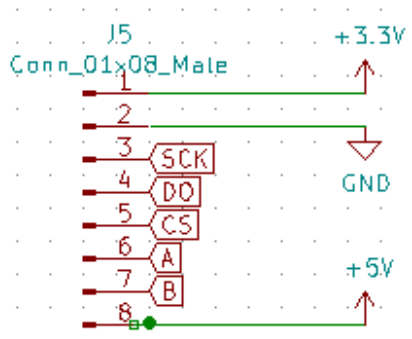 J5
Conn_01x08_Male
+3.3V
1
2
3 SCK
GND
4 DO
5 CS
6 A
7 B
+5V
8